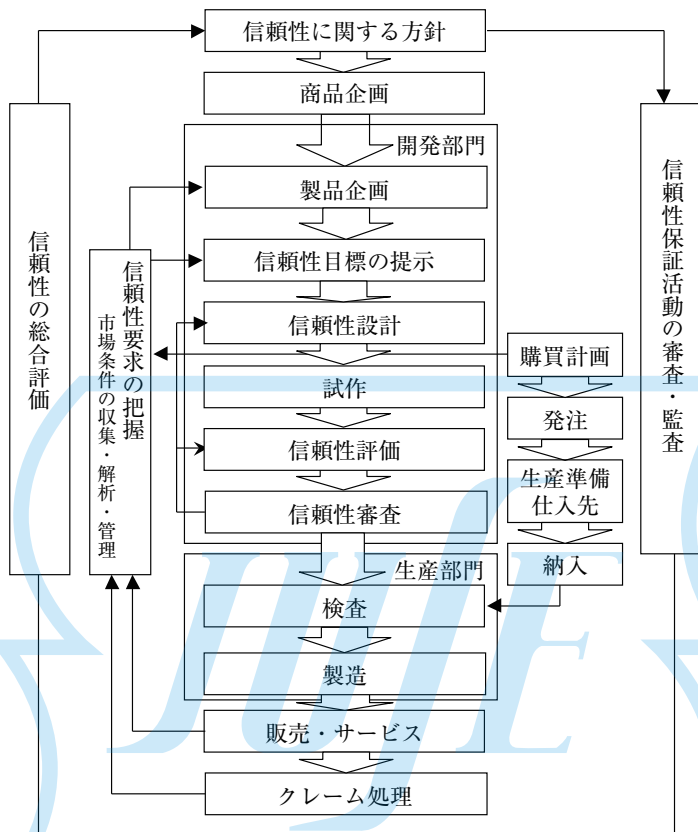 信頼性に関する方針
商品企画
開発部門
製品企画
信頼性目標の提示
信頼性設計
試作
信頼性評価
信頼性審査
生産部門
検査
製造
販売・サービス
クレーム処理
信頼性の総合評価
信頼性要求の把握
市場条件の収集・解析・管理
購買計画
発注
生産準備
仕入先
納入
信頼性保証活動の審査・監査
JUSE